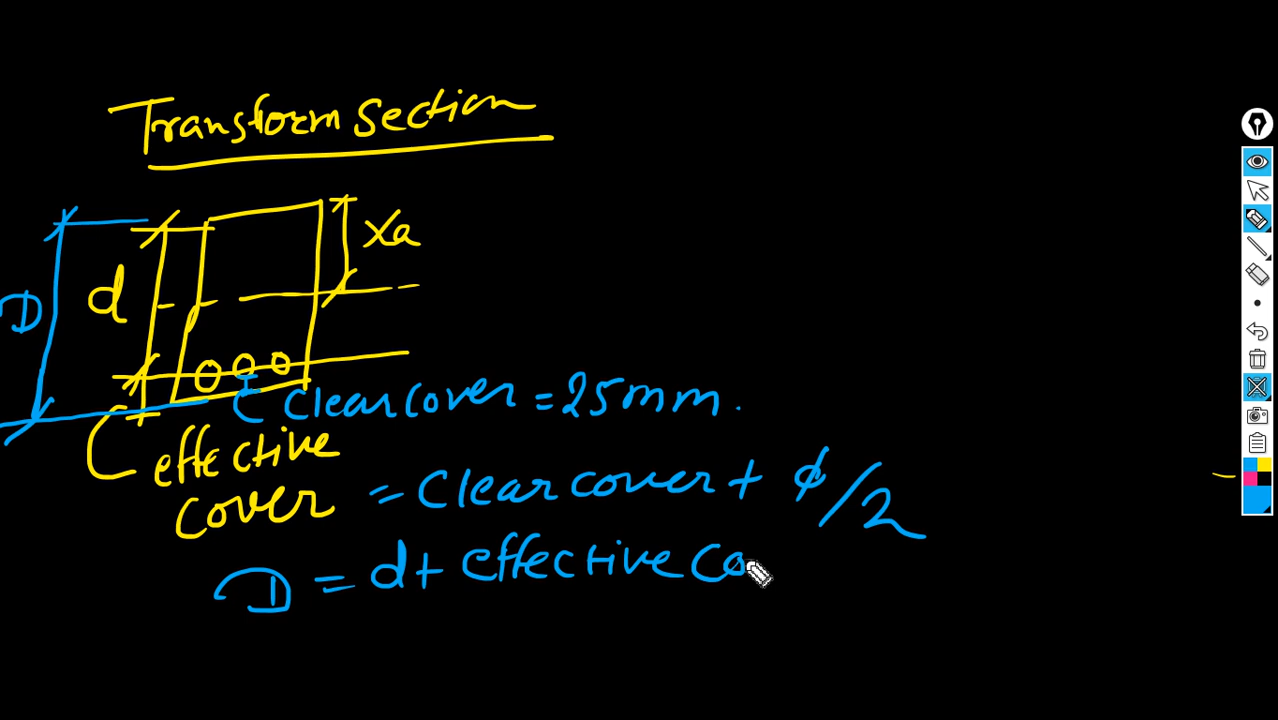 Transform Section
D
d
xa
Clear cover = 25mm.
effective
cover = Clear cover + φ/2
D = d + effective Co